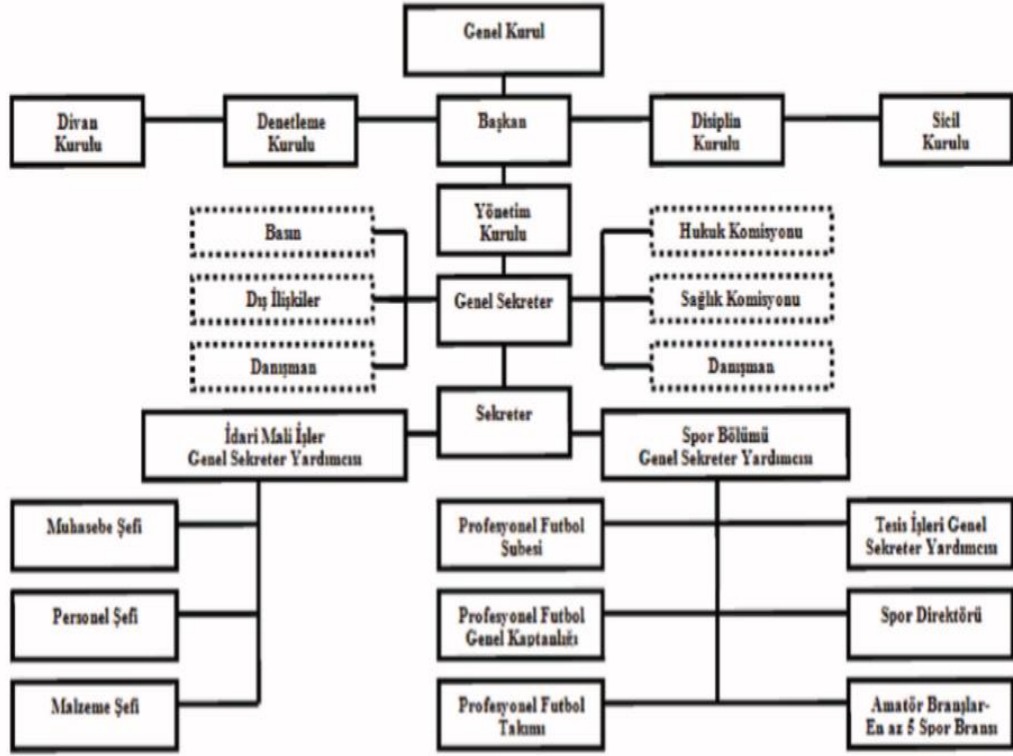 Genel Kurul
Divan
Kurulu
Denetleme
Kurulu
Başkan
Disiplin
Kurulu
Sicil
Kurulu
Yönetim
Kurulu
Basın
Hukuk Komisyonu
Dış İlişkiler
Genel Sekreter
Sağlık Komisyonu
Danışman
Danışman
Sekreter
İdari Mali İşler
Genel Sekreter Yardımcısı
Spor Bölümü
Genel Sekreter Yardımcısı
Muhasebe Şefi
Profesyonel Futbol
Şubesi
Tesis İşleri Genel
Sekreter Yardımcısı
Personel Şefi
Profesyonel Futbol
Genel Kaptanlığı
Spor Direktörü
Malzeme Şefi
Profesyonel Futbol
Takımı
Amatör Branşlar-
En az 5 Spor Branşı